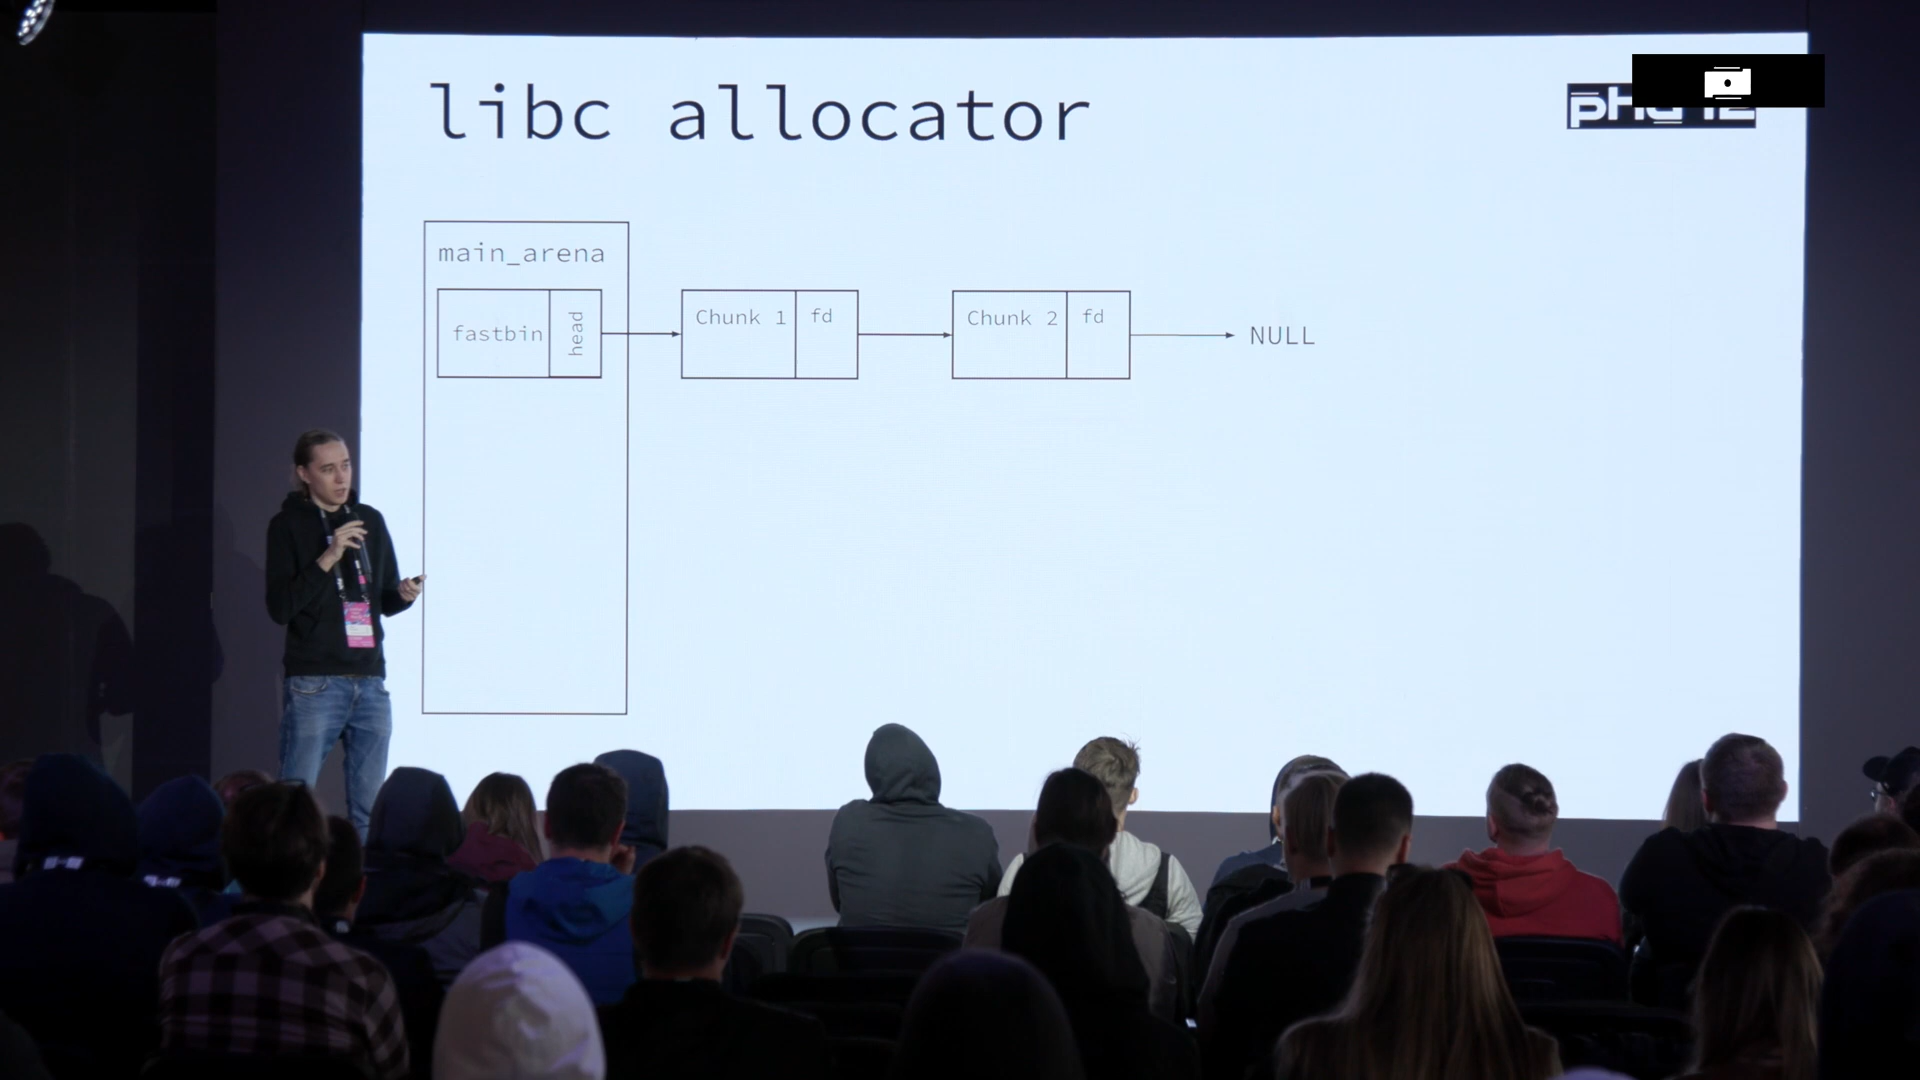 libc allocator
main_arena
fastbin
head
Chunk 1
fd
Chunk 2
fd
NULL